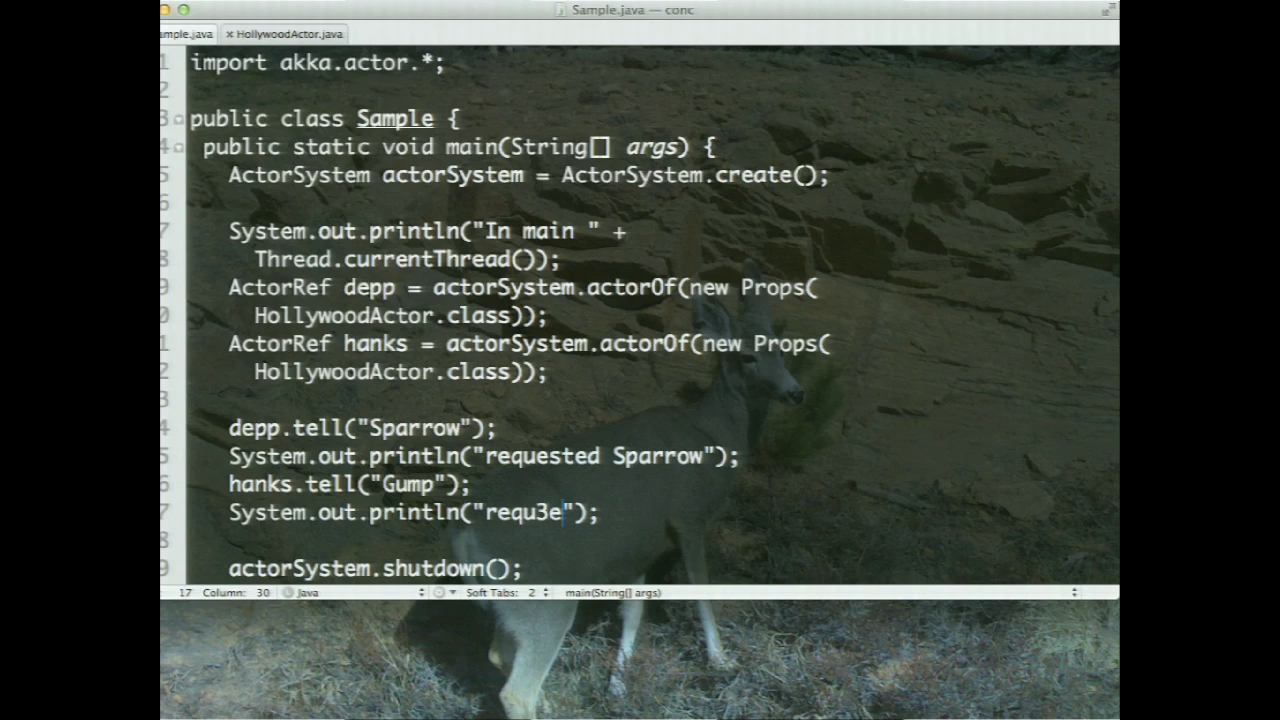 Sample.java — conc
mple.java
HollywoodActor.java
1 import akka.actor.*;
2
3 public class Sample {
4 public static void main(String[] args) {
5 ActorSystem actorSystem = ActorSystem.create();
6
7 System.out.println("In main " +
8 Thread.currentThread());
9 ActorRef depp = actorSystem.actorOf(new Props(
0 HollywoodActor.class));
1 ActorRef hanks = actorSystem.actorOf(new Props(
2 HollywoodActor.class));
3
4 depp.tell("Sparrow");
5 System.out.println("requested Sparrow");
6 hanks.tell("Gump");
7 System.out.println("requ3e");
8
9 actorSystem.shutdown();
17 Column: 30 Java Soft Tabs: 2 main(String[] args)